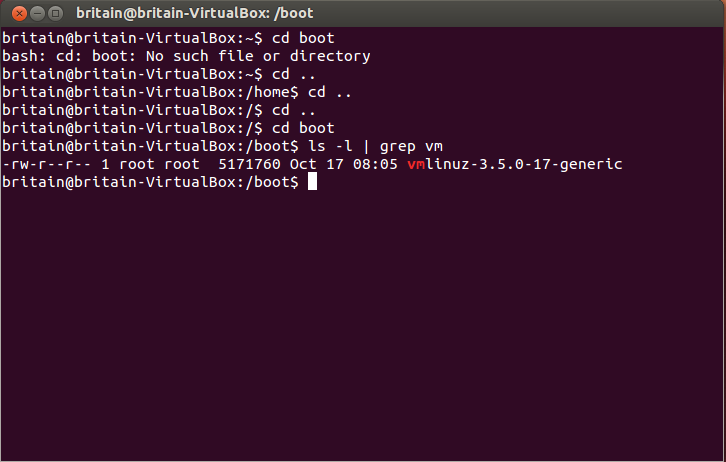 britain@britain-VirtualBox: /boot
britain@britain-VirtualBox:~$ cd boot
bash: cd: boot: No such file or directory
britain@britain-VirtualBox:~$ cd ..
britain@britain-VirtualBox:/home$ cd ..
britain@britain-VirtualBox:/$ cd ..
britain@britain-VirtualBox:/$ cd boot
britain@britain-VirtualBox:/boot$ ls -l | grep vm
-rw-r--r-- 1 root root  5171760 Oct 17 08:05 vmlinuz-3.5.0-17-generic
britain@britain-VirtualBox:/boot$